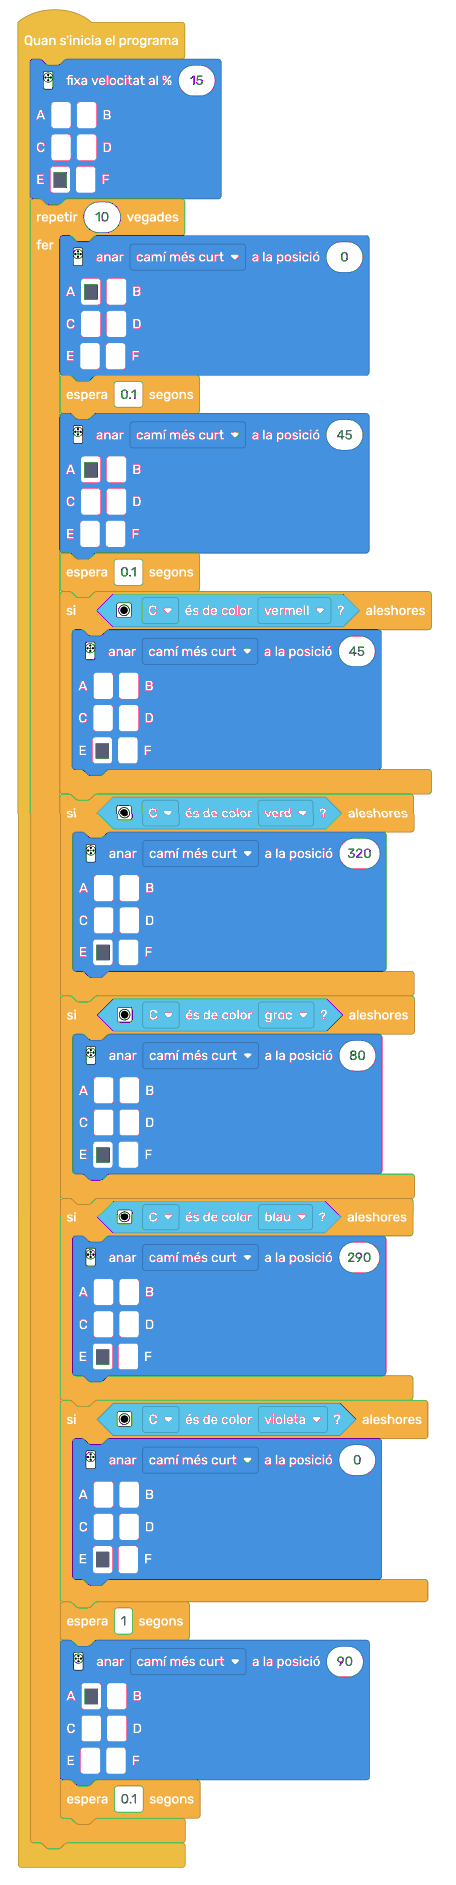 Quan s'inicia el programa
fixa velocitat al % 15
A B
C D
E F
repetir 10 vegades
fer
anar camí més curt a la posició 0
A B
C D
E F
espera 0.1 segons
anar camí més curt a la posició 45
A B
C D
E F
espera 0.1 segons
si C és de color vermell ? aleshores
anar camí més curt a la posició 45
A B
C D
E F
si C és de color verd ? aleshores
anar camí més curt a la posició 320
A B
C D
E F
si C és de color groc ? aleshores
anar camí més curt a la posició 80
A B
C D
E F
si C és de color blau ? aleshores
anar camí més curt a la posició 290
A B
C D
E F
si C és de color violeta ? aleshores
anar camí més curt a la posició 0
A B
C D
E F
espera 1 segons
anar camí més curt a la posició 90
A B
C D
E F
espera 0.1 segons